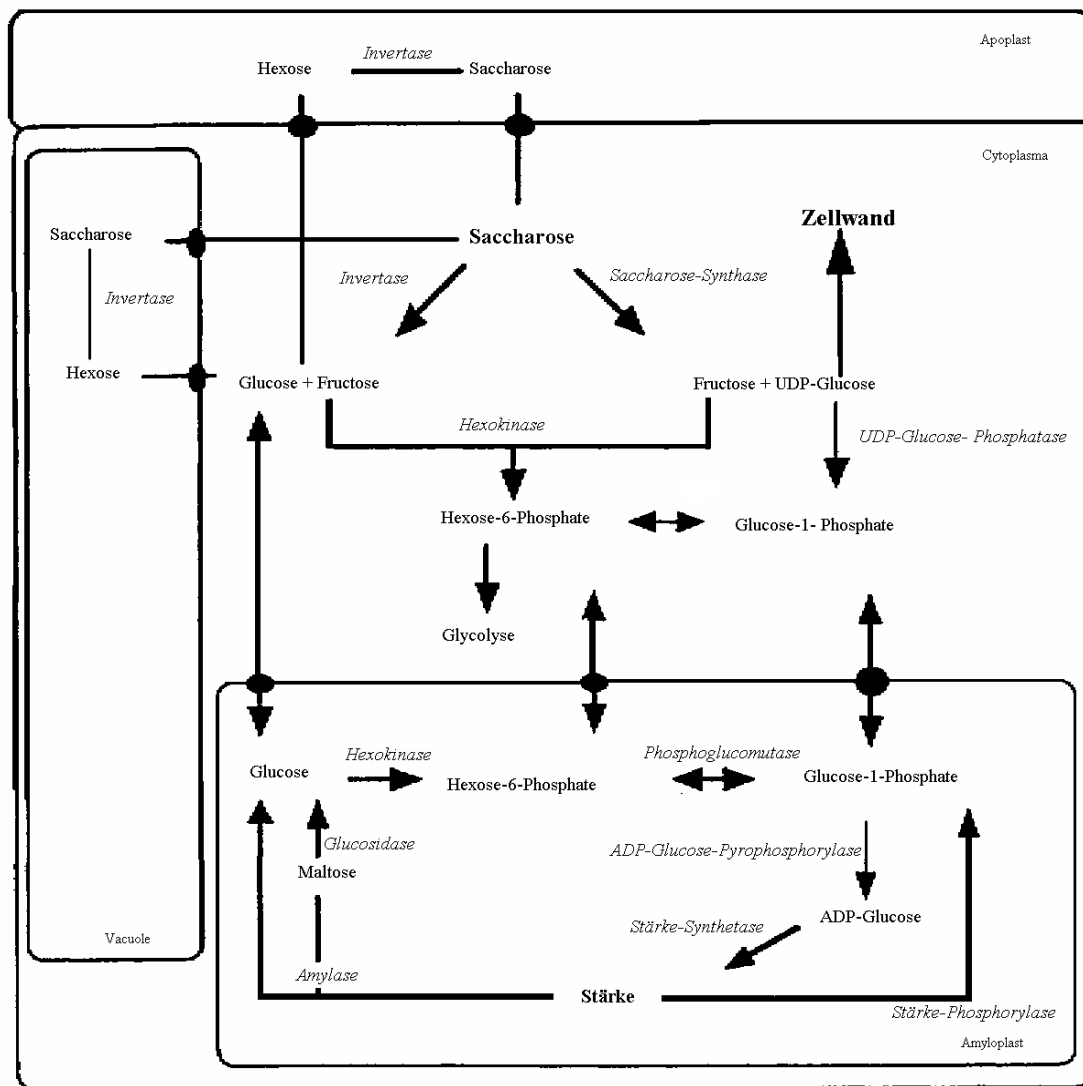 Apoplast
Invertase
Hexose
Saccharose
Cytoplasma
Zellwand
Saccharose
Saccharose
Invertase
Saccharose-Synthase
Invertase
Hexose
Glucose + Fructose
Fructose + UDP-Glucose
Hexokinase
UDP-Glucose- Phosphatase
Hexose-6-Phosphate
Glucose-1- Phosphate
Glycolyse
Hexokinase
Phosphoglucomutase
Glucose
Hexose-6-Phosphate
Glucose-1-Phosphate
Glucosidase
ADP-Glucose-Pyrophosphorylase
Maltose
ADP-Glucose
Stärke-Synthetase
Vacuole
Amylase
Stärke
Stärke-Phosphorylase
Amyloplast